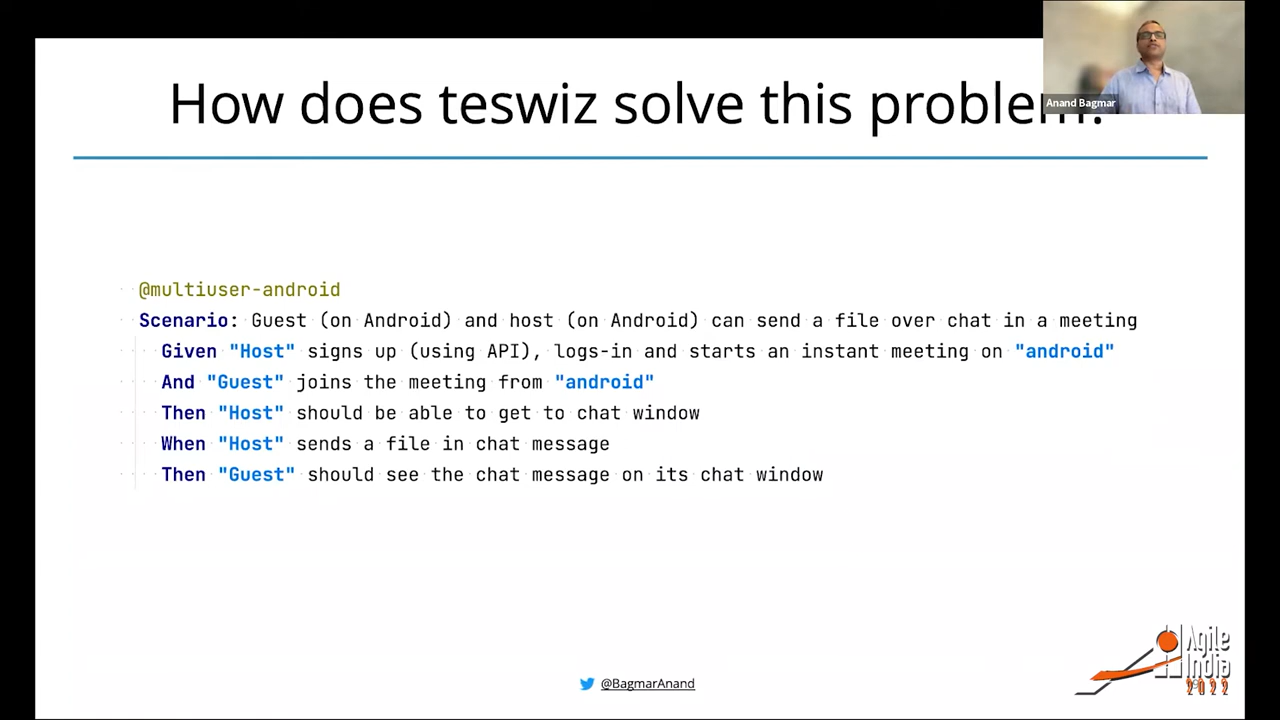 How does teswiz solve this problem?
Anand Bagmar
@multiuser-android
Scenario: Guest (on Android) and host (on Android) can send a file over chat in a meeting
Given "Host" signs up (using API), logs-in and starts an instant meeting on "android"
And "Guest" joins the meeting from "android"
Then "Host" should be able to get to chat window
When "Host" sends a file in chat message
Then "Guest" should see the chat message on its chat window
@BagmarAnand
Agile
India
2022